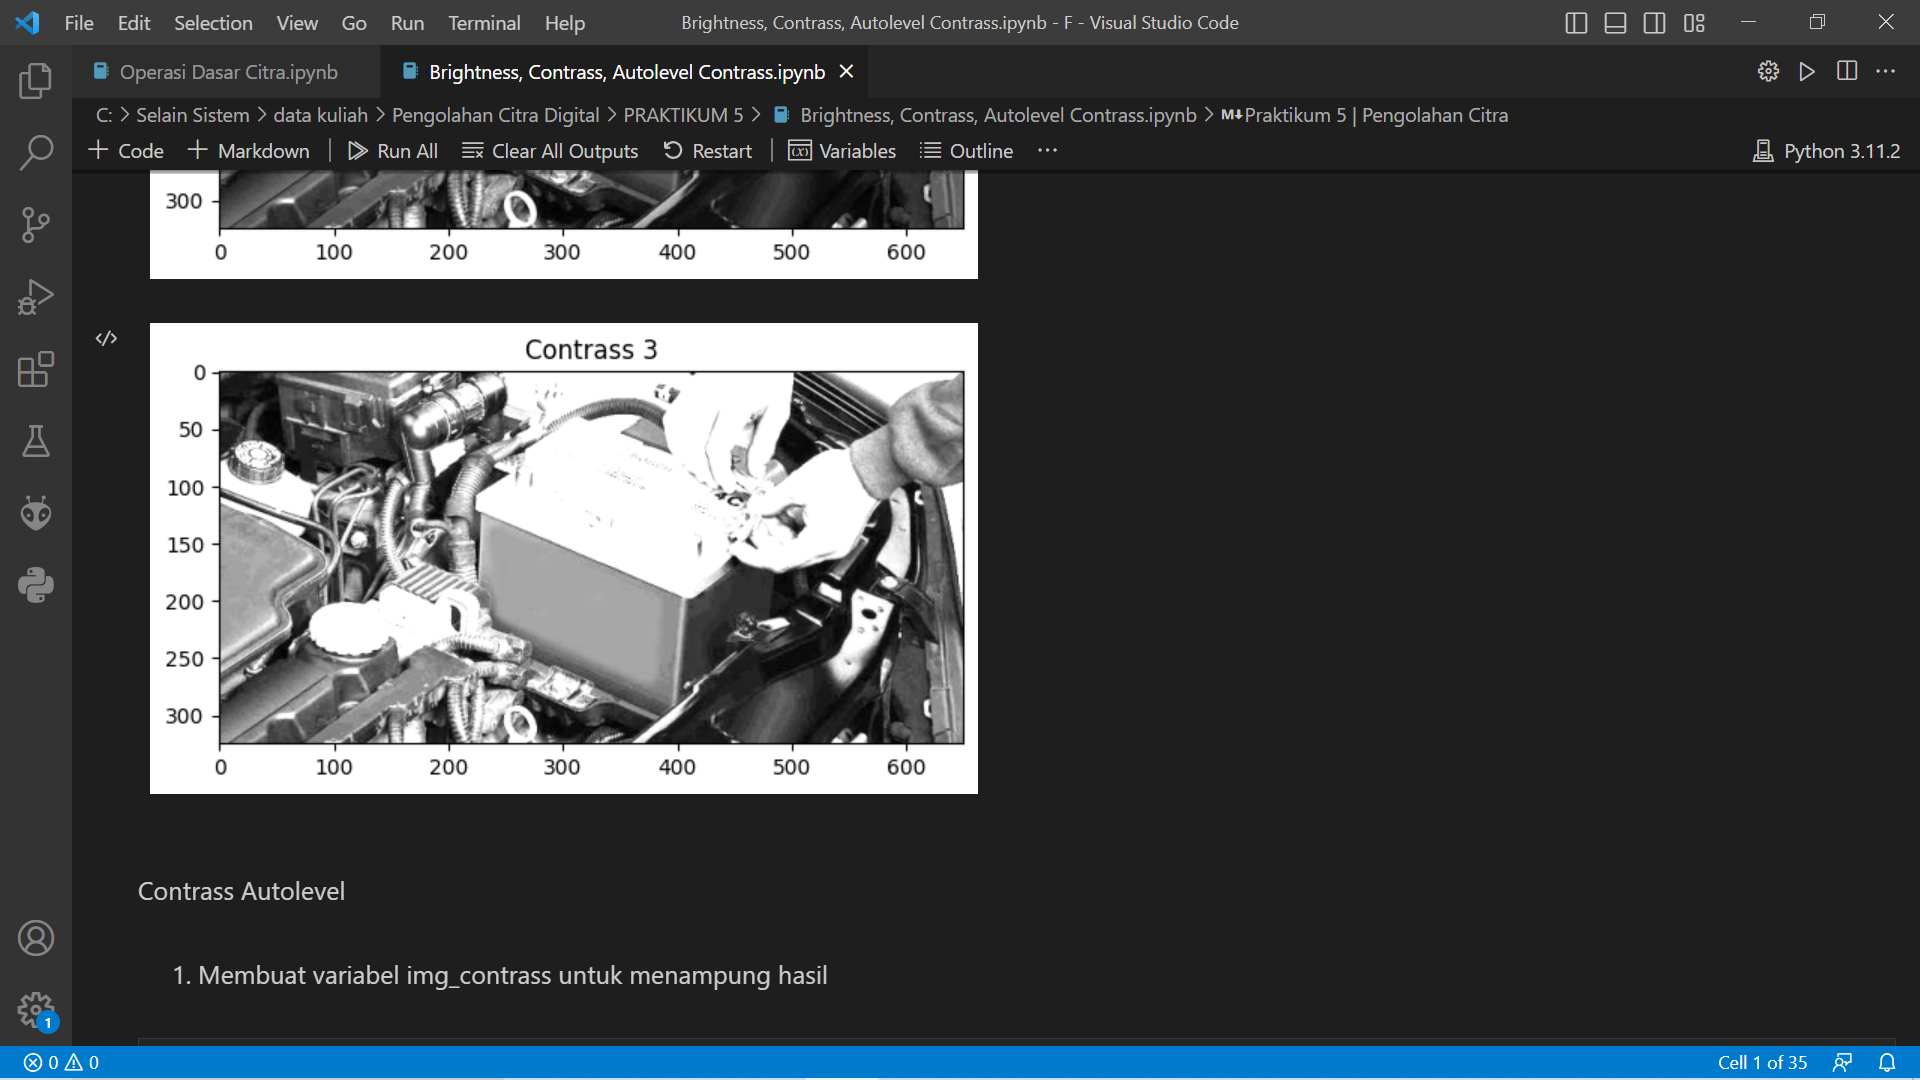 File Edit Selection View Go Run Terminal Help Brightness, Contrass, Autolevel Contrass.ipynb - F - Visual Studio Code
Operasi Dasar Citra.ipynb Brightness, Contrass, Autolevel Contrass.ipynb
C: > Selain Sistem > data kuliah > Pengolahan Citra Digital > PRAKTIKUM 5 > Brightness, Contrass, Autolevel Contrass.ipynb > M↓Praktikum 5 | Pengolahan Citra
+ Code + Markdown Run All Clear All Outputs Restart Variables Outline ... Python 3.11.2
300
0 100 200 300 400 500 600
Contrass 3
0
50
100
150
200
250
300
0 100 200 300 400 500 600
Contrass Autolevel
1. Membuat variabel img_contrass untuk menampung hasil
1
0 0 Cell 1 of 35